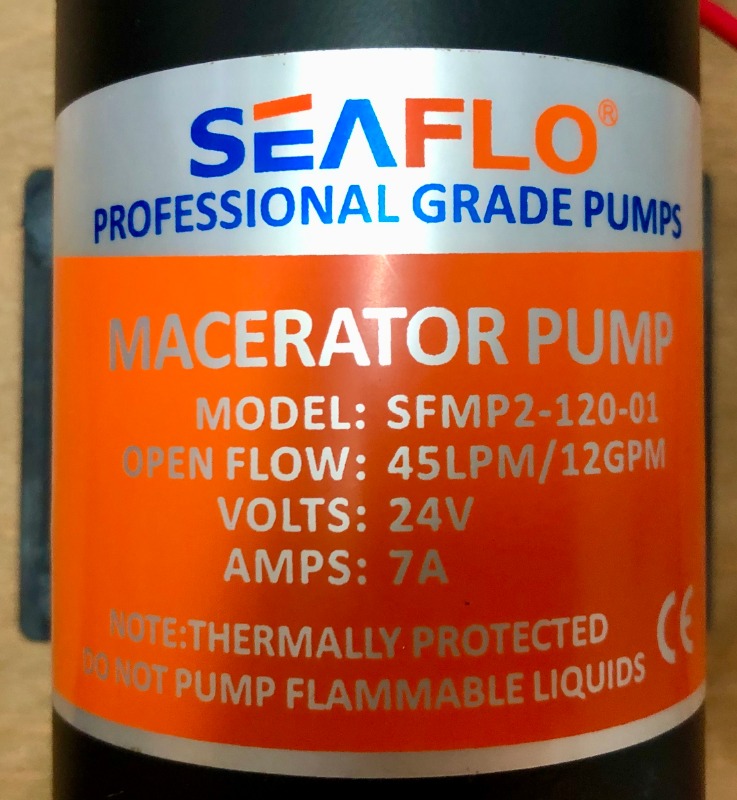 SEAFLO®
PROFESSIONAL GRADE PUMPS
MACERATOR PUMP
MODEL: SFMP2-120-01
OPEN FLOW: 45LPM/12GPM
VOLTS: 24V
AMPS: 7A
NOTE:THERMALLY PROTECTED
DO NOT PUMP FLAMMABLE LIQUIDS
CE